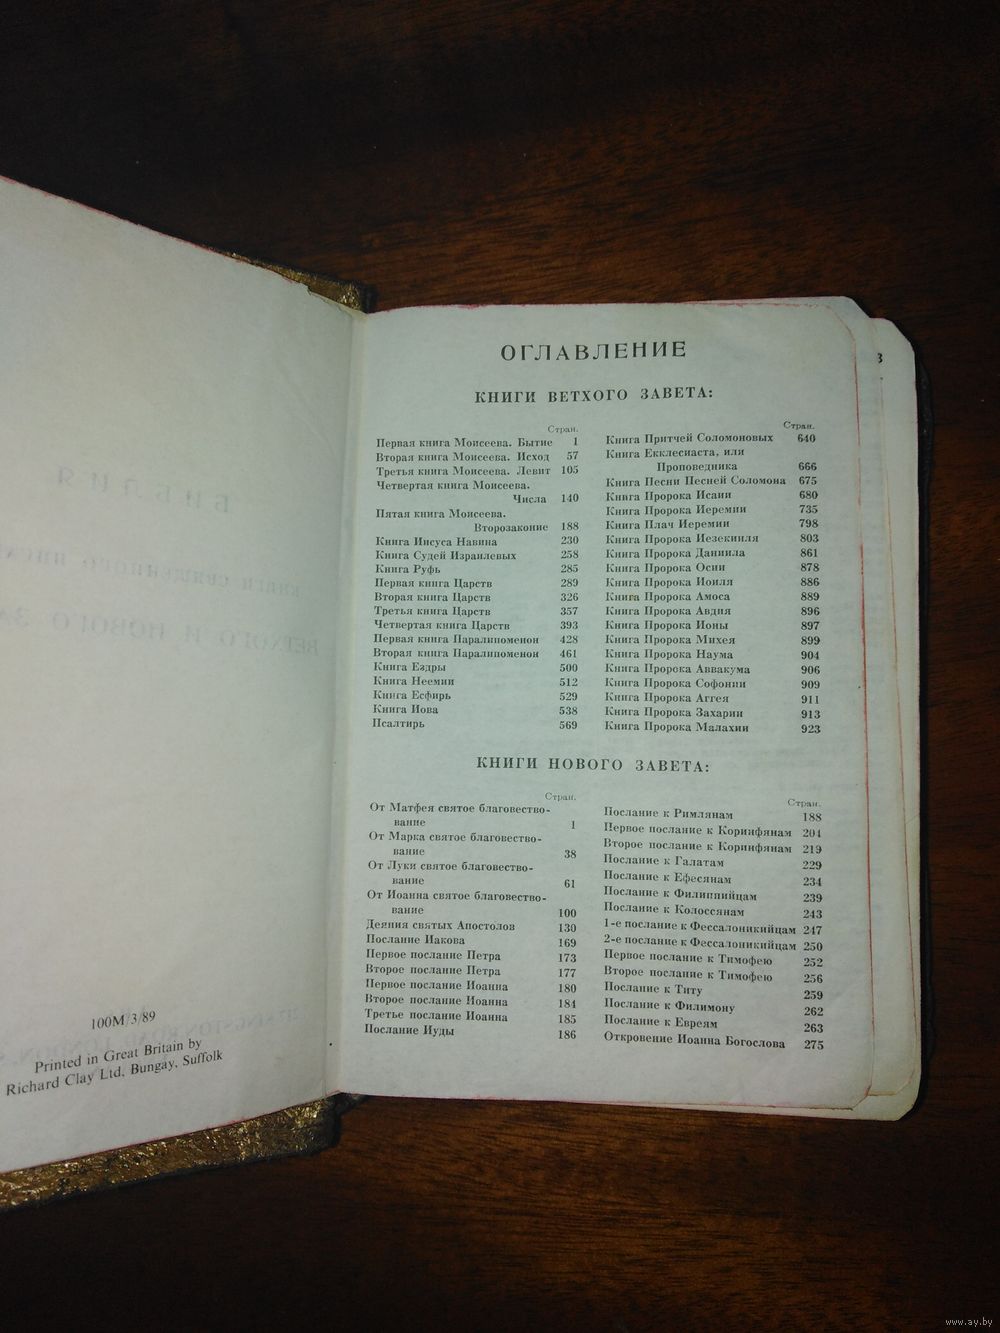 100М/3/89
Printed in Great Britain by
Richard Clay Ltd, Bungay, Suffolk
ОГЛАВЛЕНИЕ
КНИГИ ВЕТХОГО ЗАВЕТА:
Стран.
Первая книга Моисеева. Бытие 1
Вторая книга Моисеева. Исход 57
Третья книга Моисеева. Левит 105
Четвертая книга Моисеева.
Числа 140
Пятая книга Моисеева.
Второзаконие 188
Книга Иисуса Навина 230
Книга Судей Израилевых 258
Книга Руфь 285
Первая книга Царств 289
Вторая книга Царств 326
Третья книга Царств 357
Четвертая книга Царств 393
Первая книга Паралипоменон 428
Вторая книга Паралипоменон 461
Книга Ездры 500
Книга Неемии 512
Книга Есфирь 529
Книга Иова 538
Псалтирь 569
Стран.
Книга Притчей Соломоновых 640
Книга Екклесиаста, или
Проповедника 666
Книга Песни Песней Соломона 675
Книга Пророка Исаии 680
Книга Пророка Иеремии 735
Книга Плач Иеремии 798
Книга Пророка Иезекииля 803
Книга Пророка Даниила 861
Книга Пророка Осии 878
Книга Пророка Иоиля 886
Книга Пророка Амоса 889
Книга Пророка Авдия 896
Книга Пророка Ионы 897
Книга Пророка Михея 899
Книга Пророка Наума 904
Книга Пророка Аввакума 906
Книга Пророка Софонии 909
Книга Пророка Аггея 911
Книга Пророка Захарии 913
Книга Пророка Малахии 923
КНИГИ НОВОГО ЗАВЕТА:
Стран.
От Матфея святое благовество-
вание 1
От Марка святое благовество-
вание 38
От Луки святое благовество-
вание 61
От Иоанна святое благовество-
вание 100
Деяния святых Апостолов 130
Послание Иакова 169
Первое послание Петра 173
Второе послание Петра 177
Первое послание Иоанна 180
Второе послание Иоанна 184
Третье послание Иоанна 185
Послание Иуды 186
Стран.
Послание к Римлянам 188
Первое послание к Коринфянам 204
Второе послание к Коринфянам 219
Послание к Галатам 229
Послание к Ефесянам 234
Послание к Филиппийцам 239
Послание к Колоссянам 243
1-е послание к Фессалоникийцам 247
2-е послание к Фессалоникийцам 250
Первое послание к Тимофею 252
Второе послание к Тимофею 256
Послание к Титу 259
Послание к Филимону 262
Послание к Евреям 263
Откровение Иоанна Богослова 275
www.ay.by